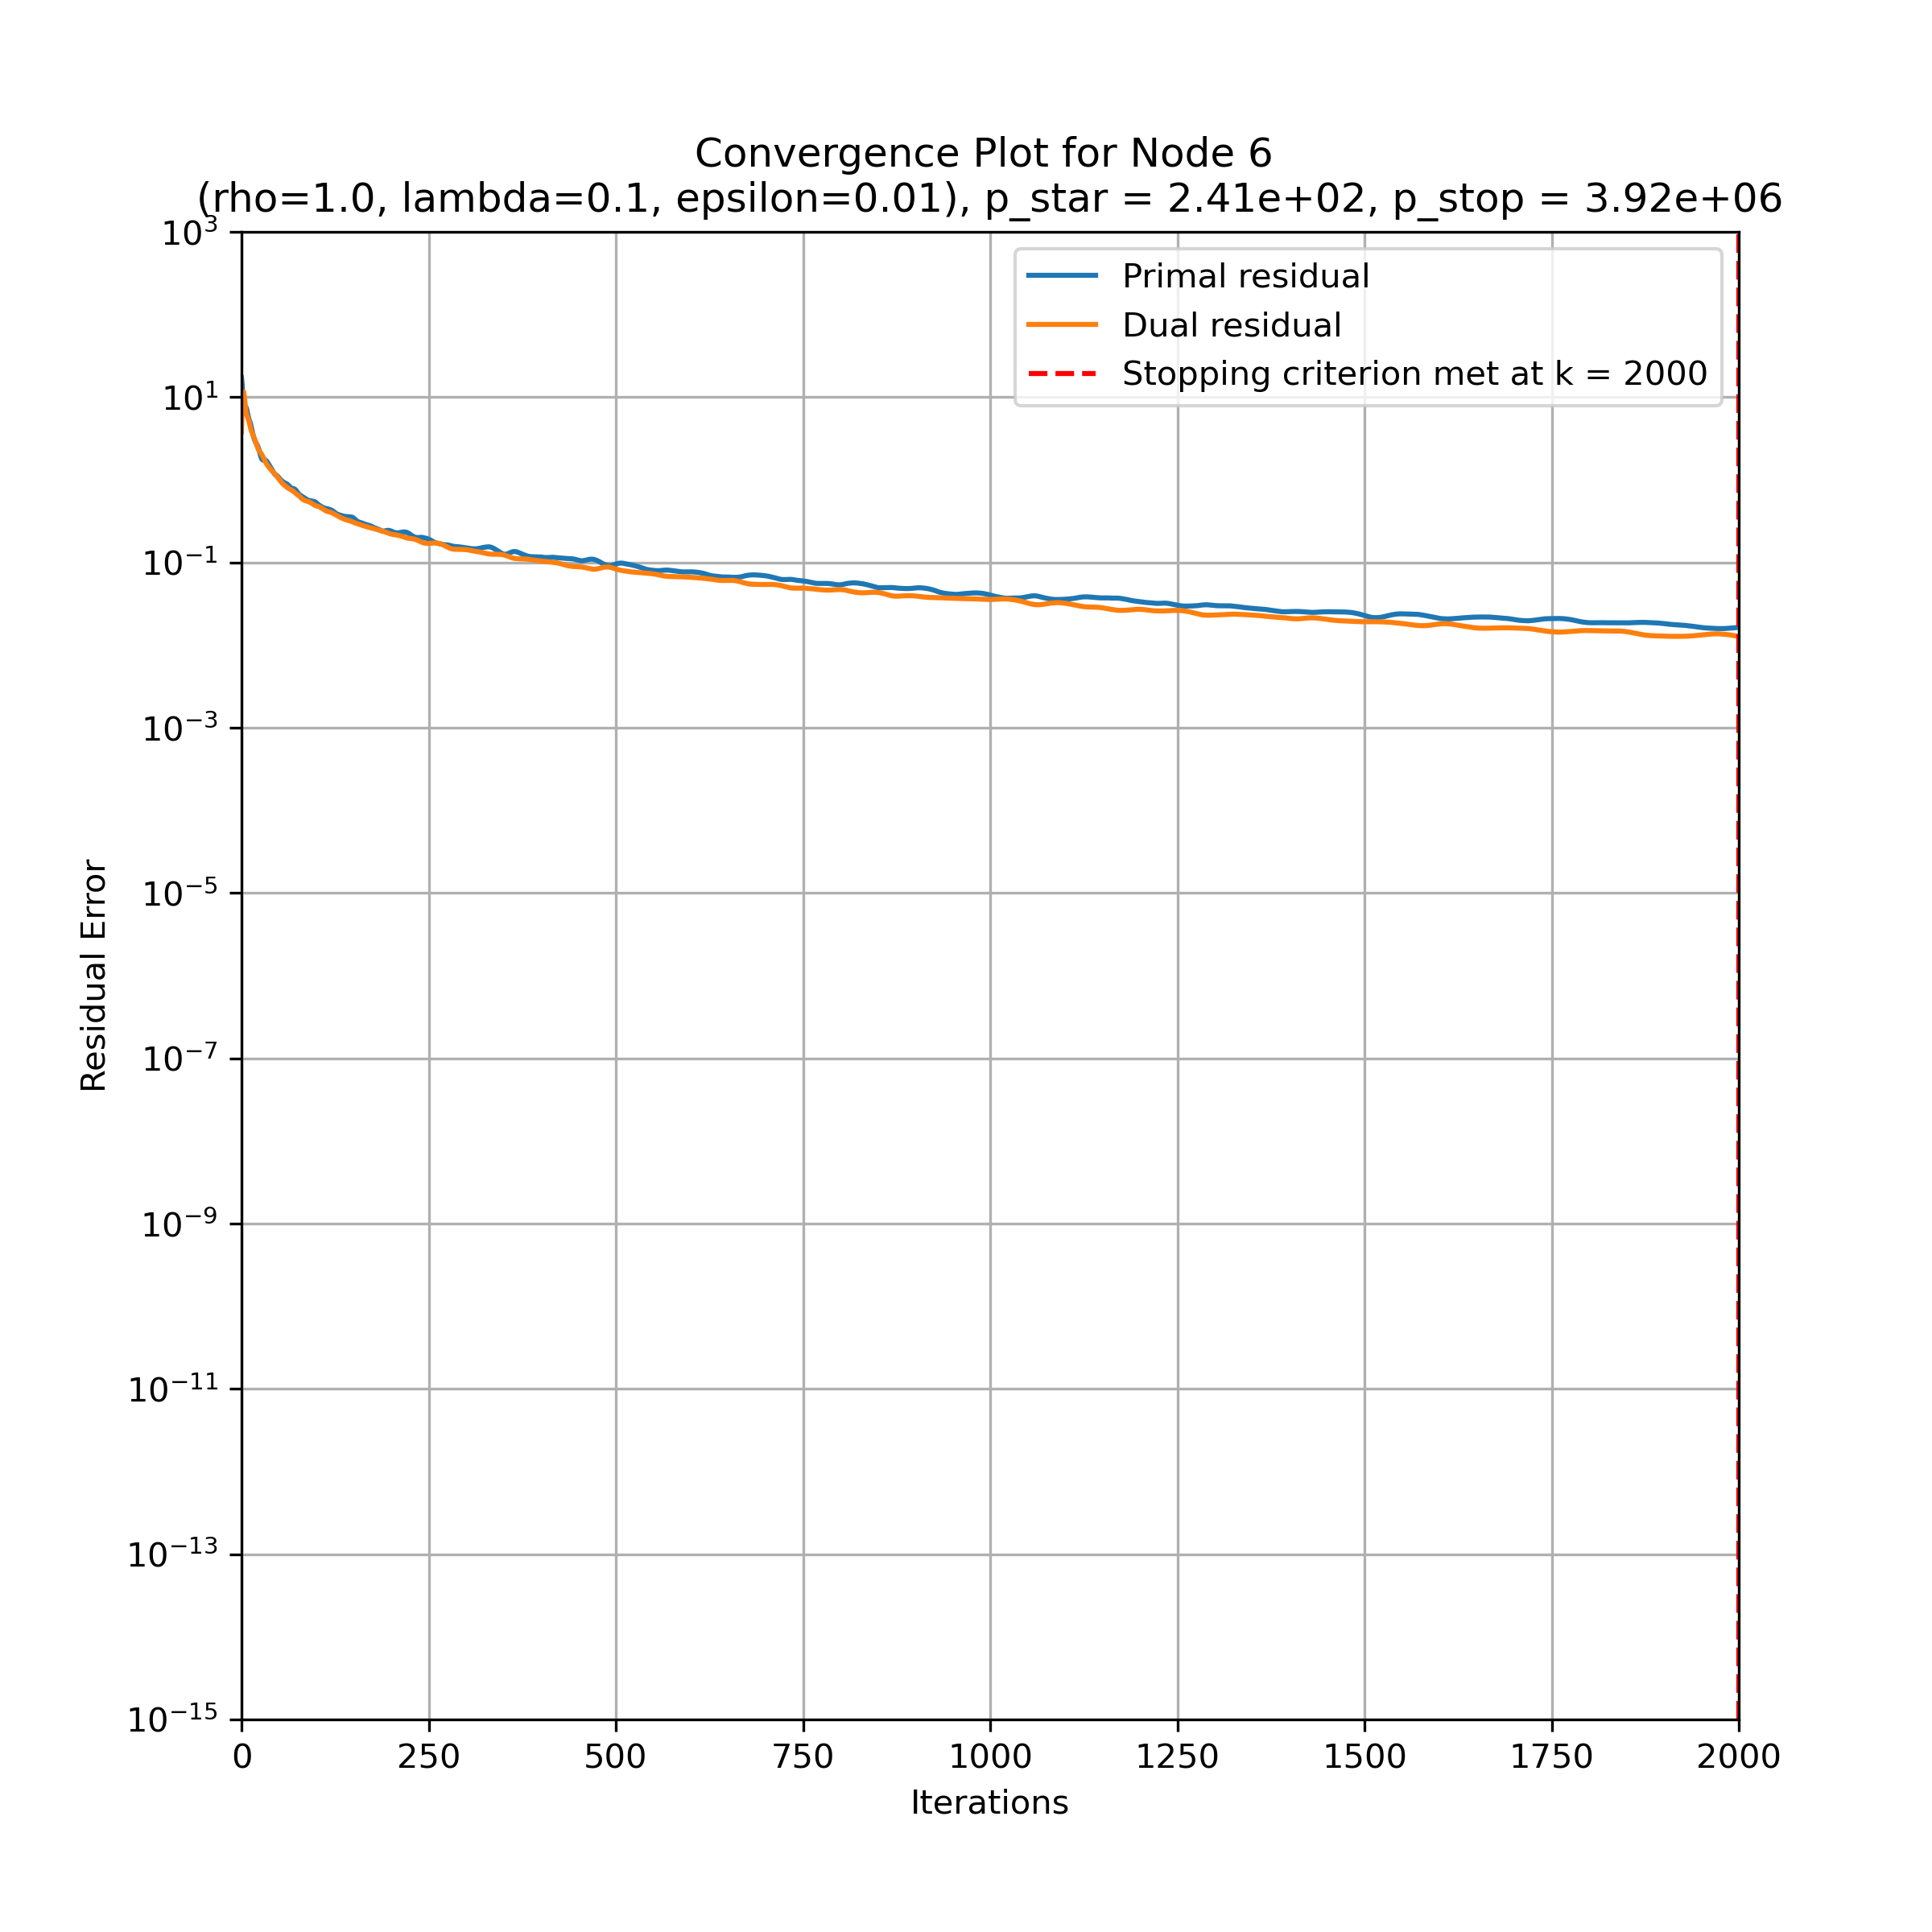 Convergence Plot for Node 6
(rho=1.0, lambda=0.1, epsilon=0.01), p_star = 2.41e+02, p_stop = 3.92e+06
Primal residual
Dual residual
Stopping criterion met at k = 2000
10³
10¹
10⁻¹
10⁻³
10⁻⁵
10⁻⁷
10⁻⁹
10⁻¹¹
10⁻¹³
10⁻¹⁵
Residual Error
0 250 500 750 1000 1250 1500 1750 2000
Iterations